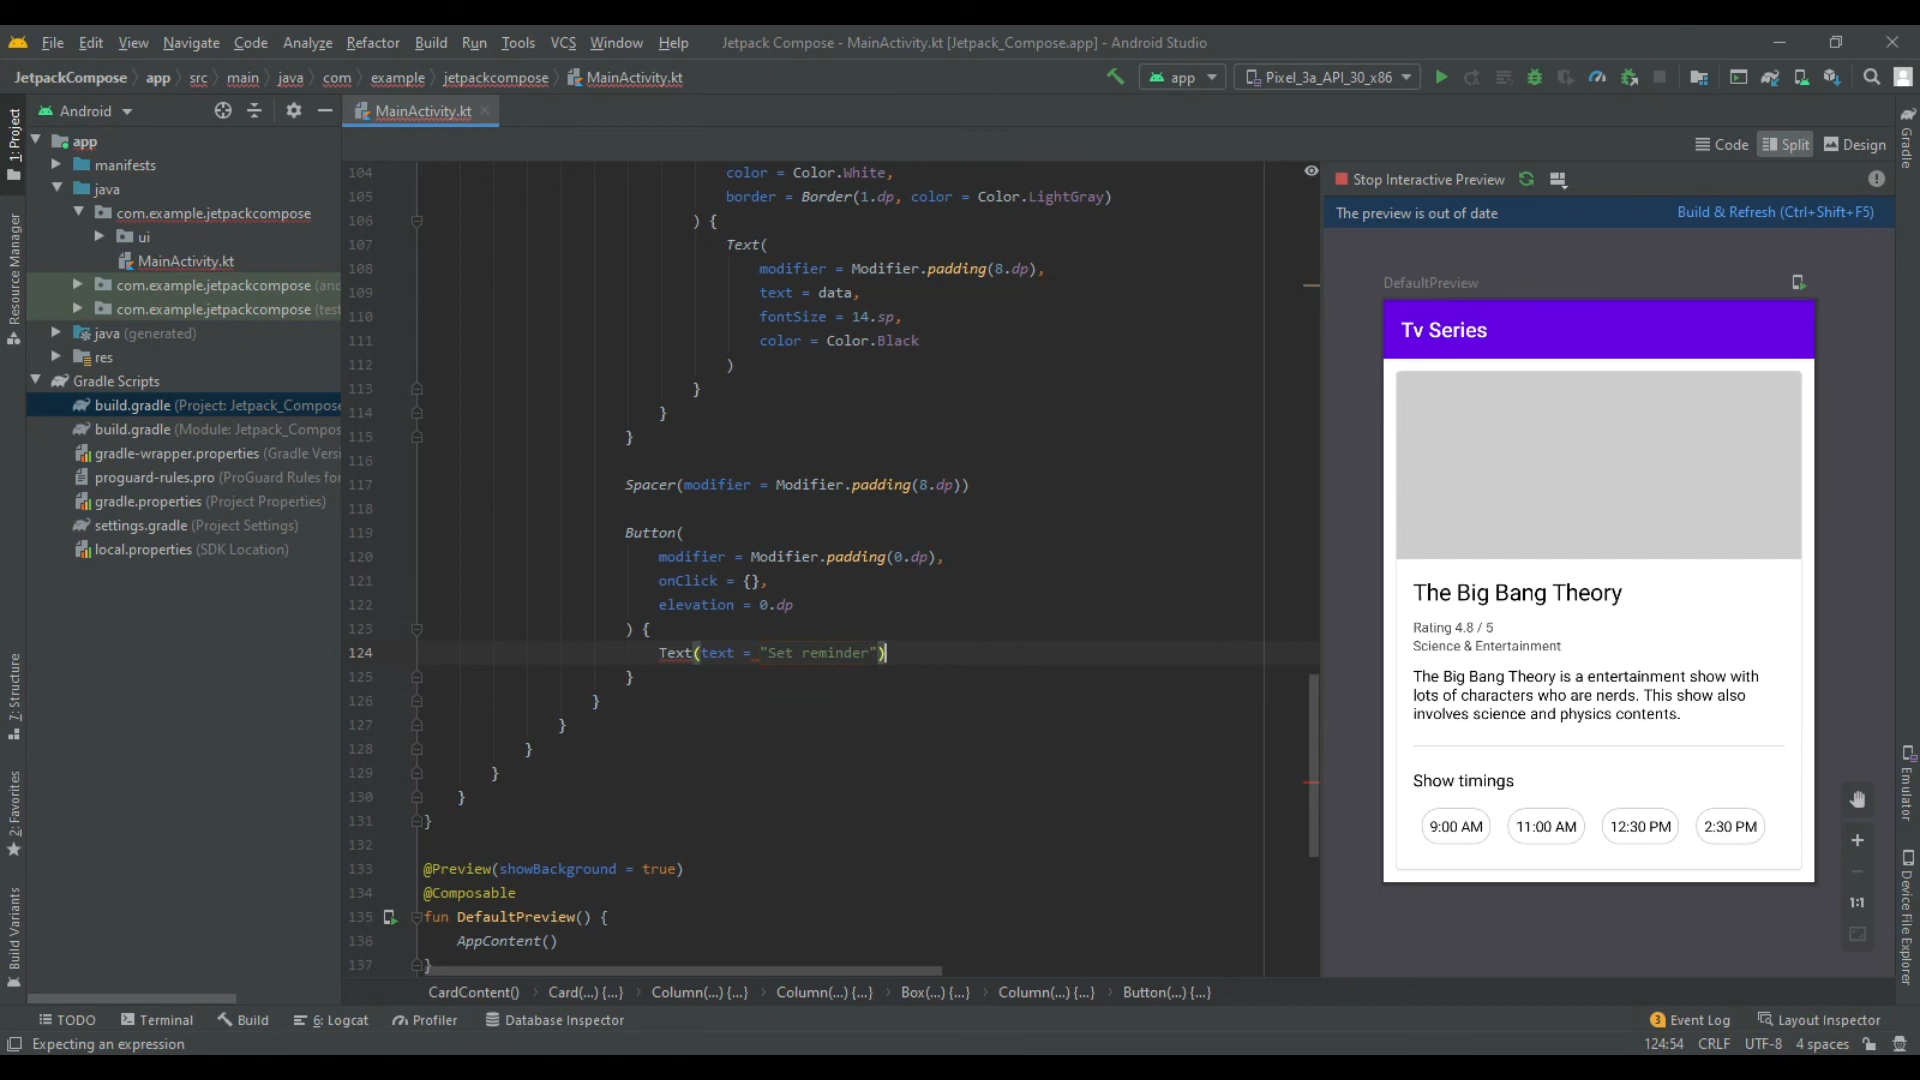 File Edit View Navigate Code Analyze Refactor Build Run Tools VCS Window Help Jetpack Compose - MainActivity.kt [Jetpack_Compose.app] - Android Studio
JetpackCompose app src main java com example jetpackcompose MainActivity.kt app Pixel_3a_API_30_x86
Android MainActivity.kt
Code Split Design
1: Project
Resource Manager
7: Structure
2: Favorites
Build Variants
app
manifests
java
com.example.jetpackcompose
ui
MainActivity.kt
com.example.jetpackcompose (and
com.example.jetpackcompose (test
java (generated)
res
Gradle Scripts
build.gradle (Project: Jetpack_Compose
build.gradle (Module: Jetpack_Compos
gradle-wrapper.properties (Gradle Versi
proguard-rules.pro (ProGuard Rules for
gradle.properties (Project Properties)
settings.gradle (Project Settings)
local.properties (SDK Location)
104 color = Color.White,
105 border = Border(1.dp, color = Color.LightGray)
106 ) {
107 Text(
108 modifier = Modifier.padding(8.dp),
109 text = data,
110 fontSize = 14.sp,
111 color = Color.Black
112 )
113 }
114 }
115 }
116
117 Spacer(modifier = Modifier.padding(8.dp))
118
119 Button(
120 modifier = Modifier.padding(0.dp),
121 onClick = {},
122 elevation = 0.dp
123 ) {
124 Text(text = "Set reminder")
125 }
126 }
127 }
128 }
129 }
130 }
131 }
132
133 @Preview(showBackground = true)
134 @Composable
135 fun DefaultPreview() {
136 AppContent()
137 }
CardContent() Card(...) {...} Column(...) {...} Column(...) {...} Box(...) {...} Column(...) {...} Button(...) {...}
Stop Interactive Preview
The preview is out of date Build & Refresh (Ctrl+Shift+F5)
DefaultPreview
Tv Series
The Big Bang Theory
Rating 4.8 / 5
Science & Entertainment
The Big Bang Theory is a entertainment show with
lots of characters who are nerds. This show also
involves science and physics contents.
Show timings
9:00 AM 11:00 AM 12:30 PM 2:30 PM
1:1
Gradle
Emulator
Device File Explorer
TODO Terminal Build 6: Logcat Profiler Database Inspector 3 Event Log Layout Inspector
Expecting an expression 124:54 CRLF UTF-8 4 spaces